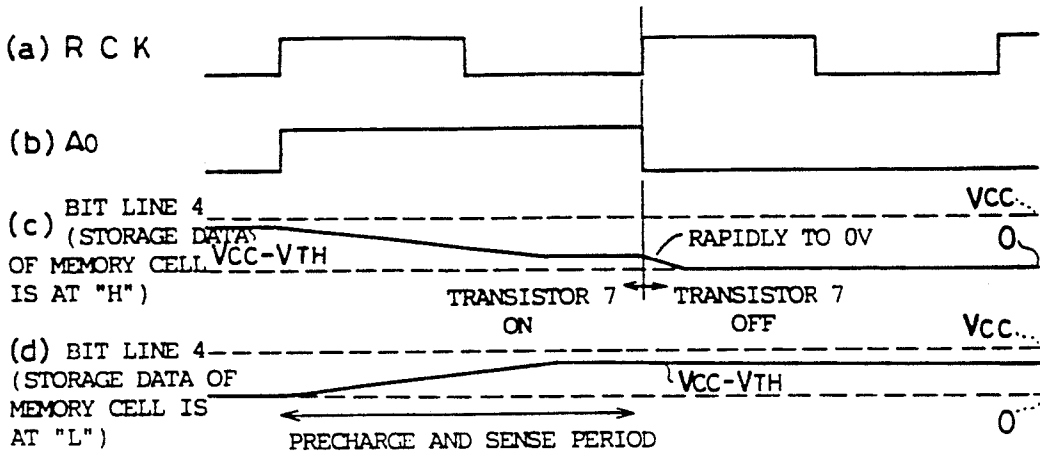 (a) R C K
(b) A0
(c) BIT LINE 4
(STORAGE DATA
OF MEMORY CELL
IS AT "H")
VCC-VTH
VCC
RAPIDLY TO 0V
0
TRANSISTOR 7
ON
TRANSISTOR 7
OFF
(d) BIT LINE 4
(STORAGE DATA OF
MEMORY CELL IS
AT "L")
VCC
VCC-VTH
0
PRECHARGE AND SENSE PERIOD